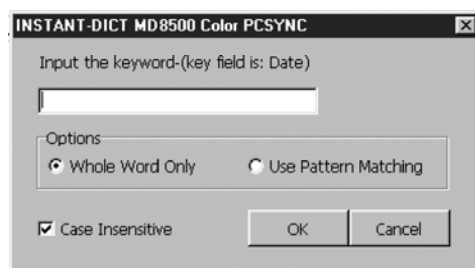 INSTANT-DICT MD8500 Color PCSYNC
Input the keyword-(key field is: Date)
Options
Whole Word Only Use Pattern Matching
Case Insensitive OK Cancel